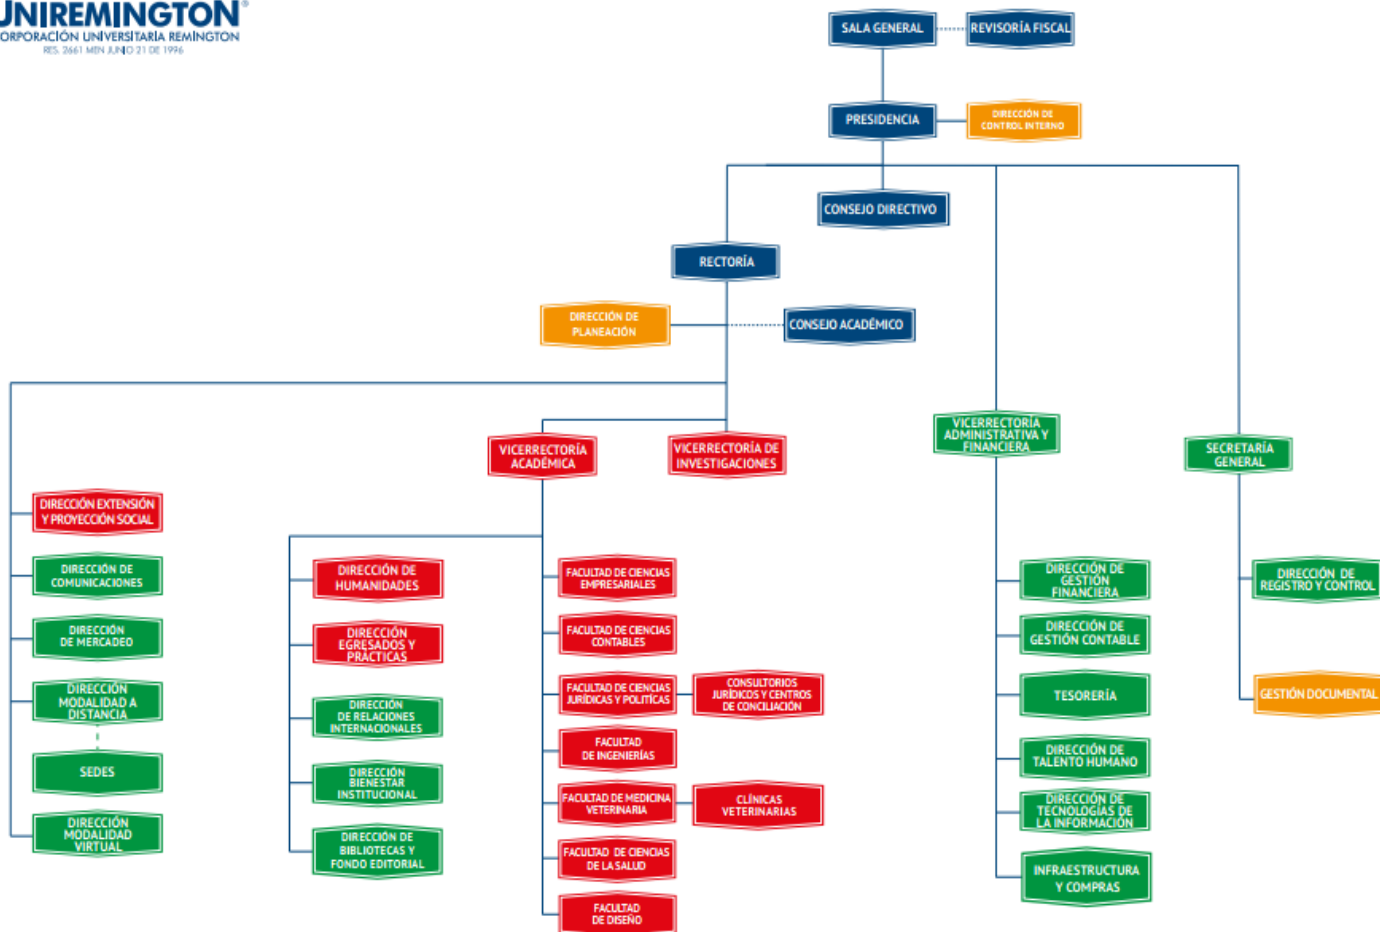 UNIREMINGTON®
CORPORACIÓN UNIVERSITARIA REMINGTON
RES. 2661 MEN JUNIO 21 DE 1996
SALA GENERAL
REVISORÍA FISCAL
PRESIDENCIA
DIRECCIÓN DE
CONTROL INTERNO
CONSEJO DIRECTIVO
RECTORÍA
DIRECCIÓN DE
PLANEACIÓN
CONSEJO ACADÉMICO
VICERRECTORÍA
ACADÉMICA
VICERRECTORÍA DE
INVESTIGACIONES
VICERRECTORÍA
ADMINISTRATIVA Y
FINANCIERA
SECRETARÍA
GENERAL
DIRECCIÓN EXTENSIÓN
Y PROYECCIÓN SOCIAL
DIRECCIÓN DE
COMUNICACIONES
DIRECCIÓN
DE MERCADEO
DIRECCIÓN
MODALIDAD A
DISTANCIA
SEDES
DIRECCIÓN
MODALIDAD
VIRTUAL
DIRECCIÓN DE
HUMANIDADES
DIRECCIÓN
EGRESADOS Y
PRÁCTICAS
DIRECCIÓN
DE RELACIONES
INTERNACIONALES
DIRECCIÓN
BIENESTAR
INSTITUCIONAL
DIRECCIÓN DE
BIBLIOTECAS Y
FONDO EDITORIAL
FACULTAD DE CIENCIAS
EMPRESARIALES
FACULTAD DE CIENCIAS
CONTABLES
FACULTAD DE CIENCIAS
JURÍDICAS Y POLITÍCAS
CONSULTORIOS
JURÍDICOS Y CENTROS
DE CONCILIACIÓN
FACULTAD
DE INGENIERÍAS
FACULTAD DE MEDICINA
VETERINARIA
CLÍNICAS
VETERINARIAS
FACULTAD DE CIENCIAS
DE LA SALUD
FACULTAD
DE DISEÑO
DIRECCIÓN DE
GESTIÓN
FINANCIERA
DIRECCIÓN DE
GESTIÓN CONTABLE
TESORERÍA
DIRECCIÓN DE
TALENTO HUMANO
DIRECCIÓN DE
TECNOLOGÍAS DE
LA INFORMACIÓN
INFRAESTRUCTURA
Y COMPRAS
DIRECCIÓN DE
REGISTRO Y CONTROL
GESTIÓN DOCUMENTAL